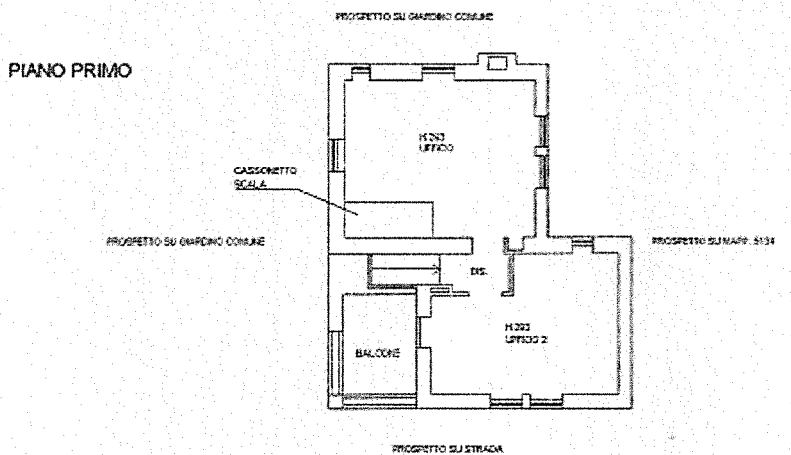 PROSPETTO SU GIARDINO COMUNE
PIANO PRIMO
H.293
UFFICIO
CASSONETTO
SCALA
PROSPETTO SU GIARDINO COMUNE
PROSPETTO SU MAPP. 5134
DIS.
H.293
UFFICIO 2
BALCONE
PROSPETTO SU STRADA